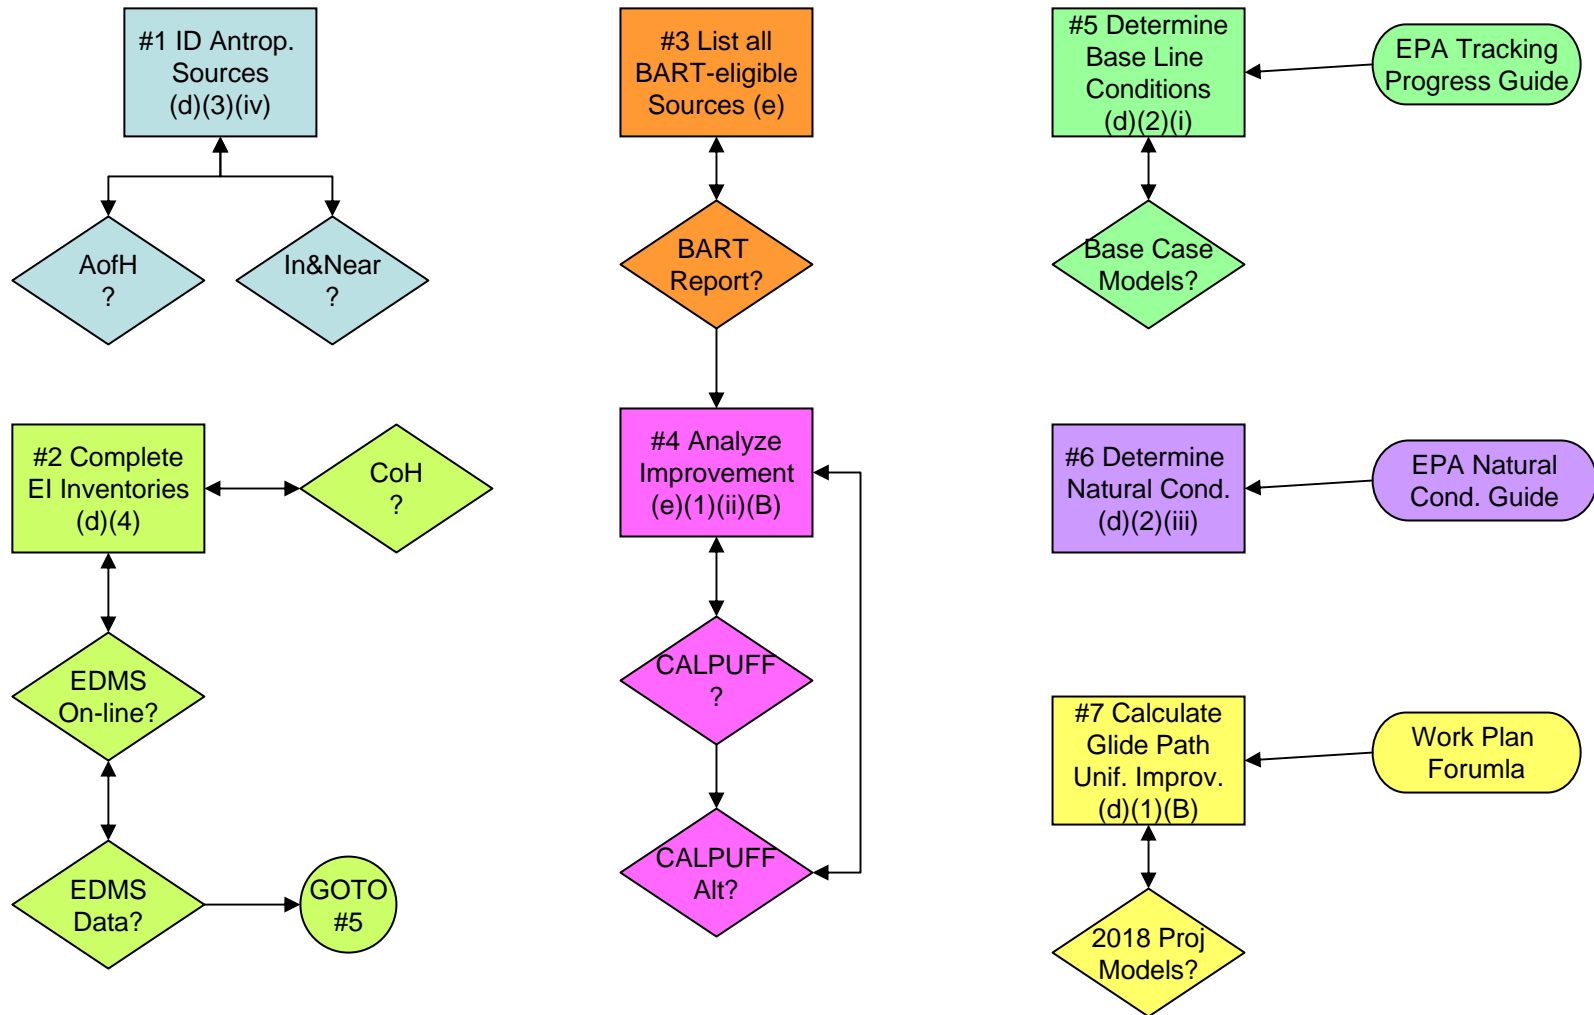 #1 ID Antrop.
Sources
(d)(3)(iv)
AofH
?
In&Near
?
#2 Complete
EI Inventories
(d)(4)
CoH
?
EDMS
On-line?
EDMS
Data?
GOTO
#5
#3 List all
BART-eligible
Sources (e)
BART
Report?
#4 Analyze
Improvement
(e)(1)(ii)(B)
CALPUFF
?
CALPUFF
Alt?
#5 Determine
Base Line
Conditions
(d)(2)(i)
EPA Tracking
Progress Guide
Base Case
Models?
#6 Determine
Natural Cond.
(d)(2)(iii)
EPA Natural
Cond. Guide
#7 Calculate
Glide Path
Unif. Improv.
(d)(1)(B)
Work Plan
Forumla
2018 Proj
Models?